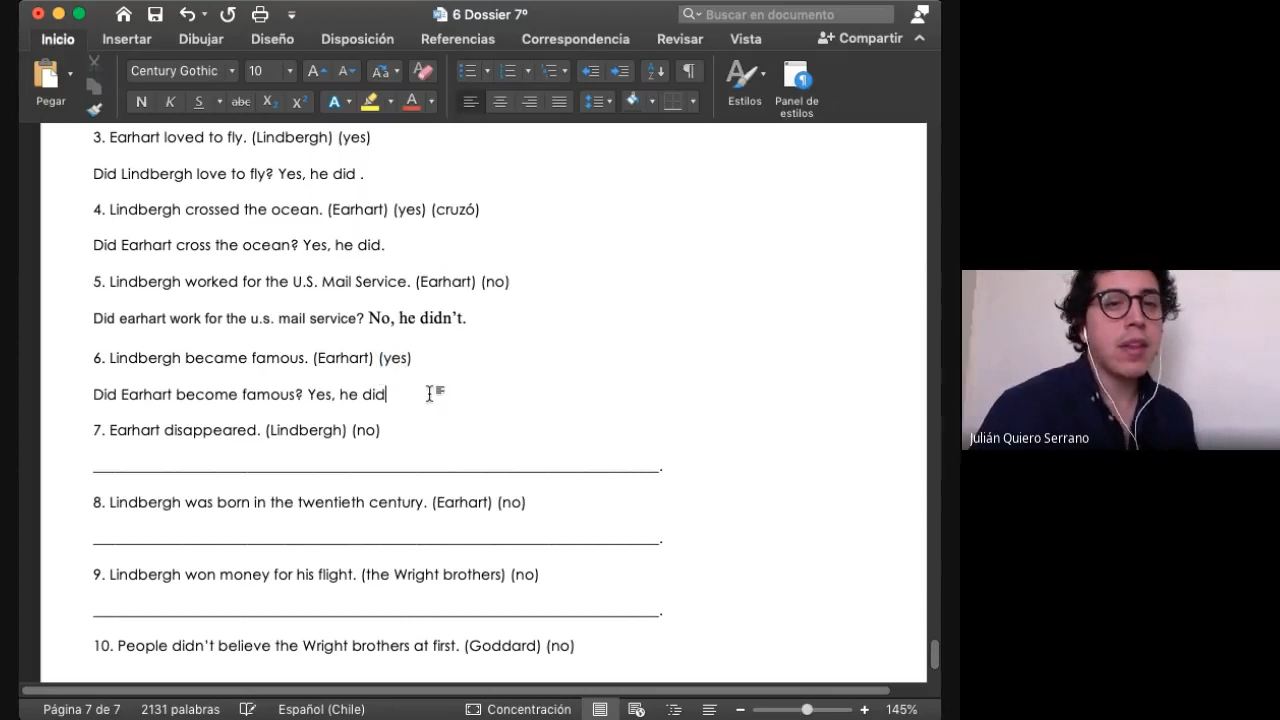 6 Dossier 7º
Buscar en documento
Inicio Insertar Dibujar Diseño Disposición Referencias Correspondencia Revisar Vista Compartir
Pegar
Century Gothic 10
N K S abc X2 X2 A A
Estilos Panel de estilos
3. Earhart loved to fly. (Lindbergh) (yes)
Did Lindbergh love to fly? Yes, he did .
4. Lindbergh crossed the ocean. (Earhart) (yes) (cruzó)
Did Earhart cross the ocean? Yes, he did.
5. Lindbergh worked for the U.S. Mail Service. (Earhart) (no)
Did earhart work for the u.s. mail service? No, he didn't.
6. Lindbergh became famous. (Earhart) (yes)
Did Earhart become famous? Yes, he did
7. Earhart disappeared. (Lindbergh) (no)
8. Lindbergh was born in the twentieth century. (Earhart) (no)
9. Lindbergh won money for his flight. (the Wright brothers) (no)
10. People didn't believe the Wright brothers at first. (Goddard) (no)
Página 7 de 7 2131 palabras Español (Chile) Concentración 145%
Julián Quiero Serrano